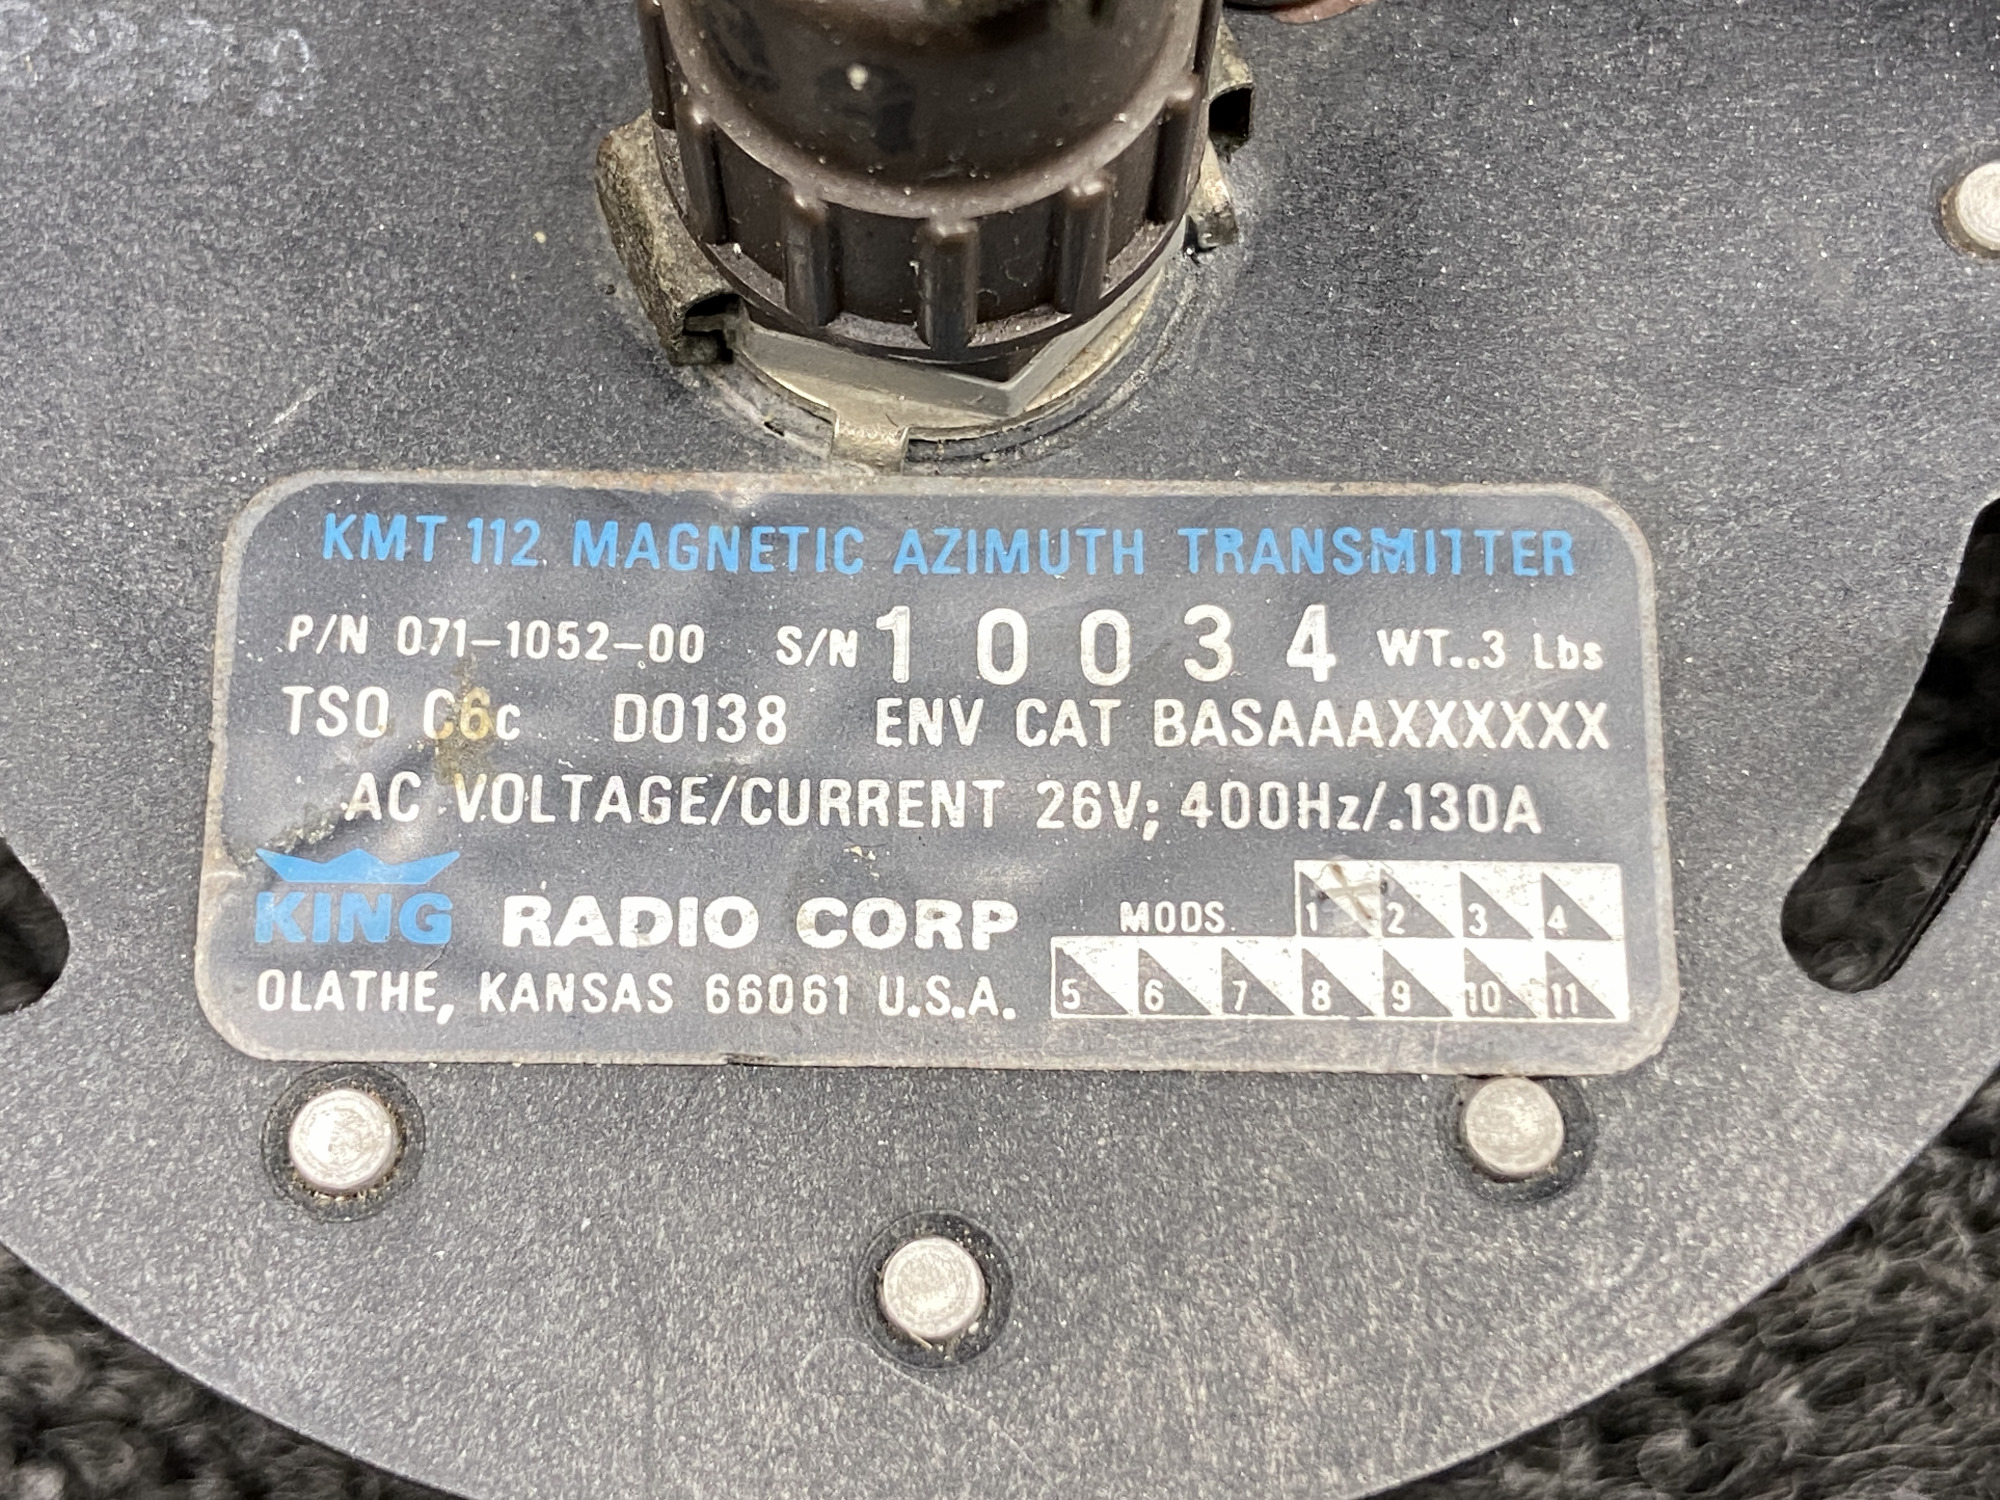 KMT 112 MAGNETIC AZIMUTH TRANSMITTER
P/N 071-1052-00 S/N 10034 WT..3 Lbs
TSO C6c DO138 ENV CAT BASAAAXXXXXX
AC VOLTAGE/CURRENT 26V; 400Hz/.130A
KING RADIO CORP MODS. 1 2 3 4
OLATHE, KANSAS 66061 U.S.A. 5 6 7 8 9 10 11